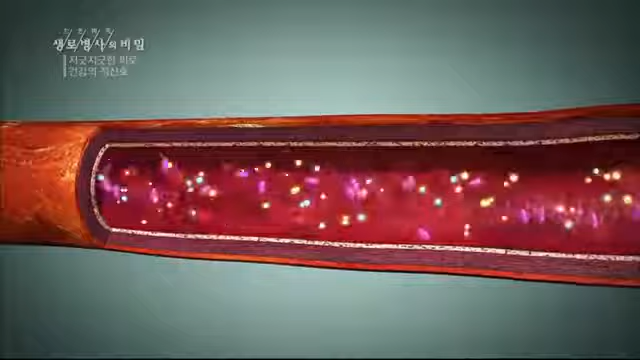 생로병사의 비밀
지긋지긋한 피로
건강의 적신호